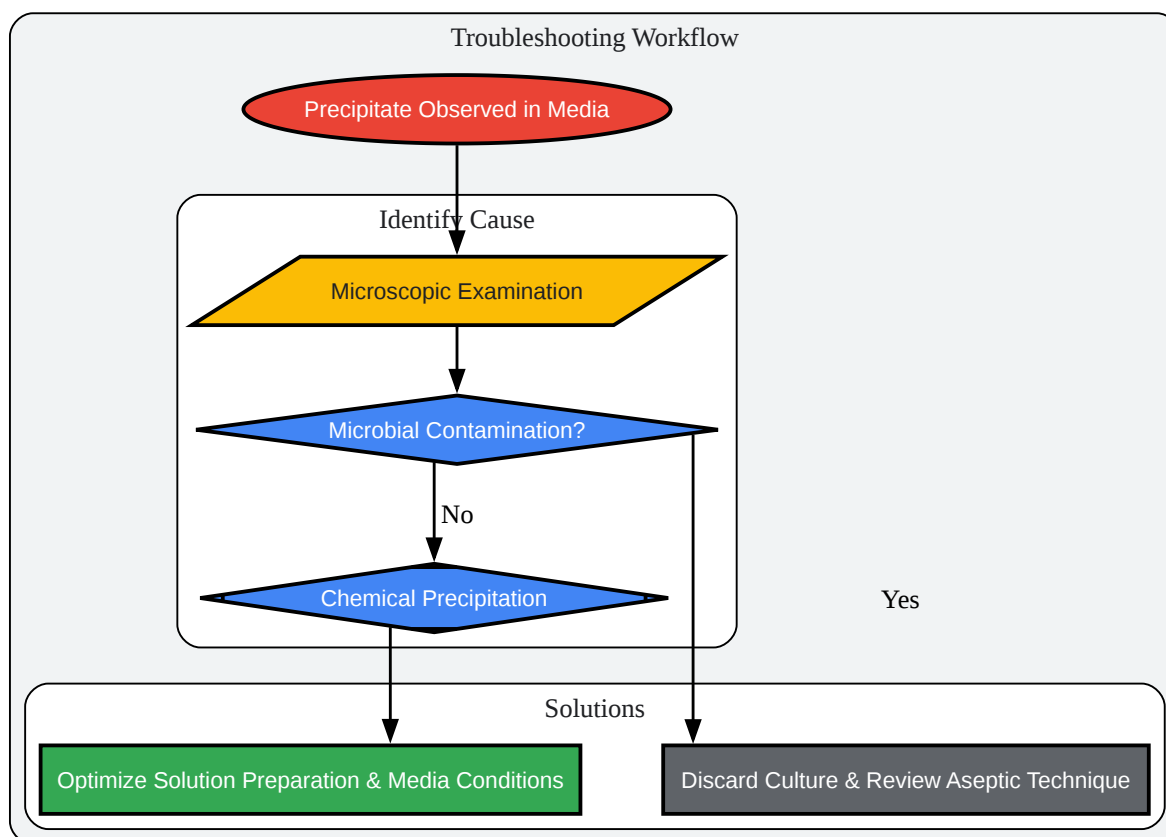 Troubleshooting Workflow
Precipitate Observed in Media
Identify Cause
Microscopic Examination
Microbial Contamination?
No
Chemical Precipitation
Yes
Solutions
Optimize Solution Preparation & Media Conditions
Discard Culture & Review Aseptic Technique